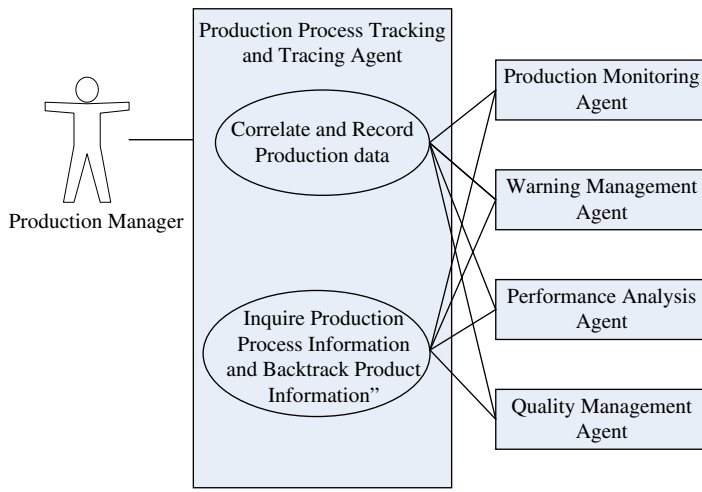 Production Process Tracking
and Tracing Agent
Production Monitoring
Agent
Correlate and Record
Production data
Warning Management
Agent
Production Manager
Performance Analysis
Agent
Inquire Production
Process Information
and Backtrack Product
Information”
Quality Management
Agent